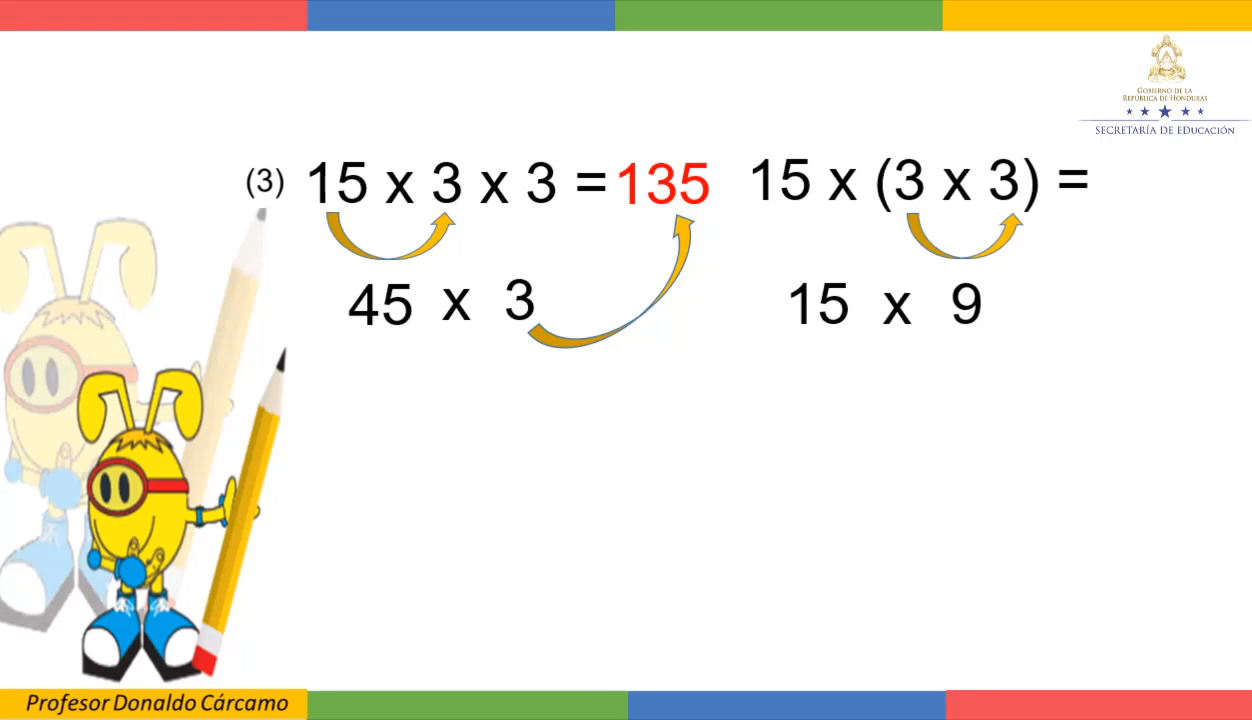 GOBIERNO DE LA
REPÚBLICA DE HONDURAS
SECRETARÍA DE EDUCACIÓN
(3) 15 x 3 x 3 = 135
45 x 3
15 x (3 x 3) =
15 x 9
Profesor Donaldo Cárcamo